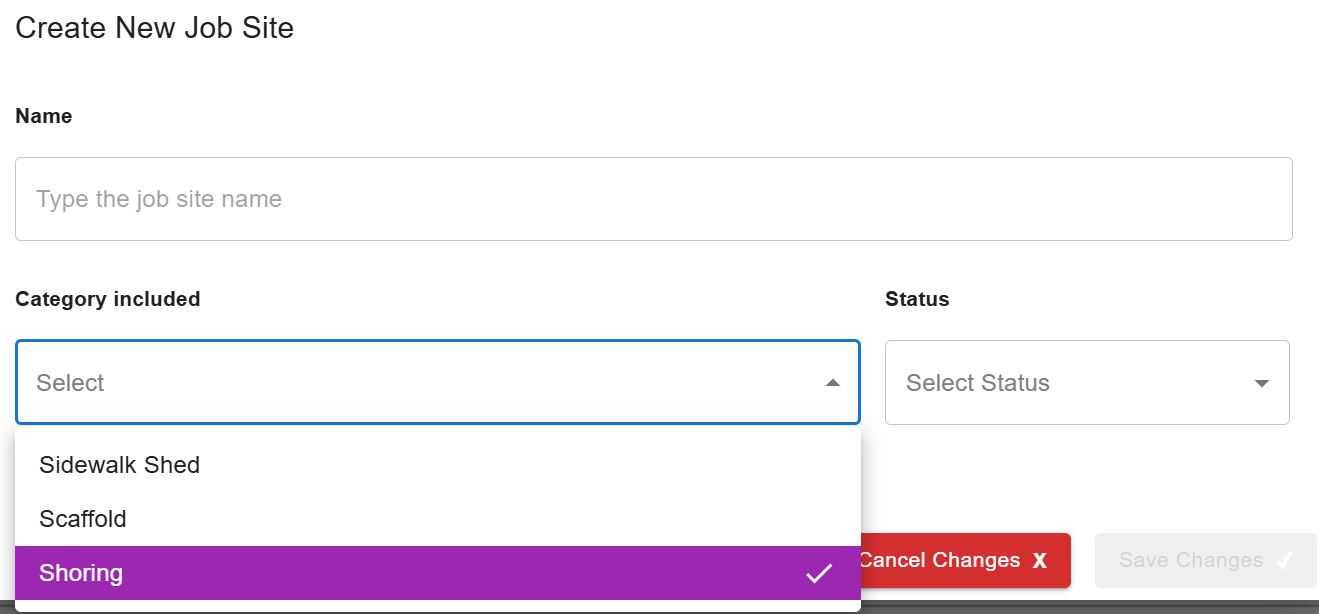 Create New Job Site
Name
Type the job site name
Category included
Status
Select
Select Status
Sidewalk Shed
Scaffold
Shoring
Cancel Changes X
Save Changes